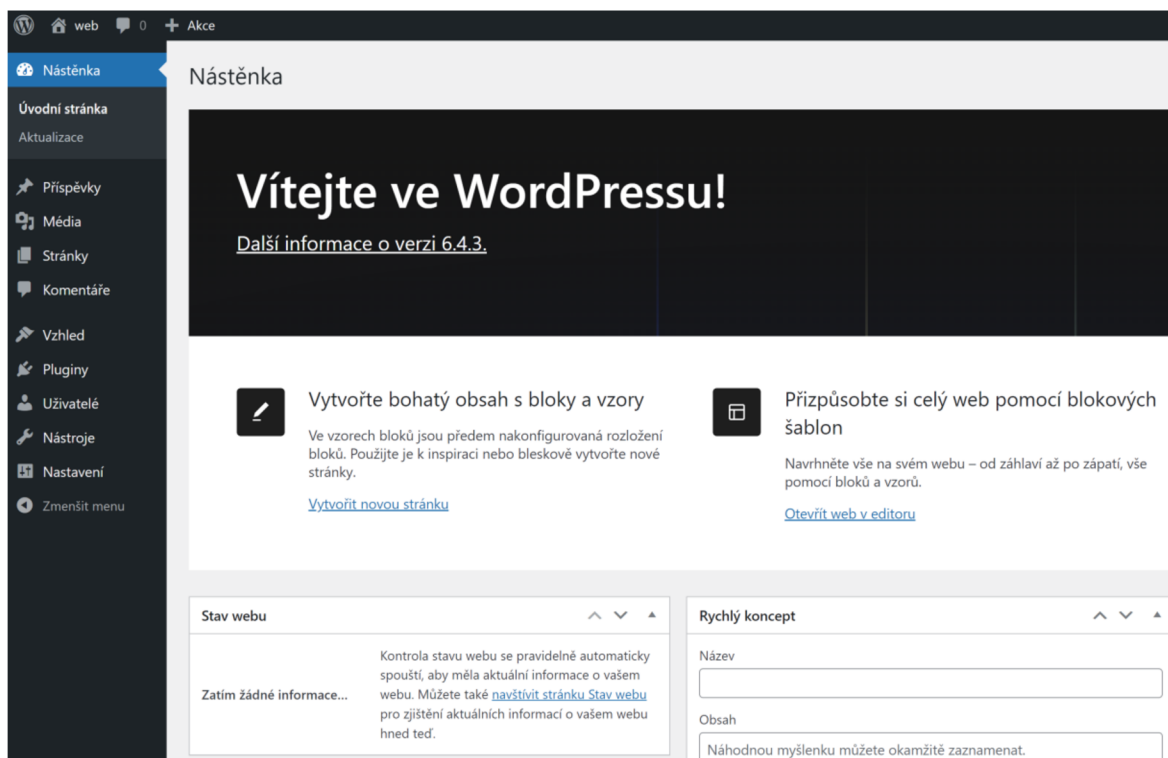 web 0 Akce
Nástěnka
Úvodní stránka
Aktualizace
Příspěvky
Média
Stránky
Komentáře
Vzhled
Pluginy
Uživatelé
Nástroje
Nastavení
Zmenšit menu
Nástěnka
Vítejte ve WordPressu!
Další informace o verzi 6.4.3.
Vytvořte bohatý obsah s bloky a vzory
Ve vzorech bloků jsou předem nakonfigurovaná rozložení
bloků. Použijte je k inspiraci nebo bleskově vytvořte nové
stránky.
Vytvořit novou stránku
Přizpůsobte si celý web pomocí blokových
šablon
Navrhněte vše na svém webu – od záhlaví až po zápatí, vše
pomocí bloků a vzorů.
Otevřít web v editoru
Stav webu
Zatím žádné informace...
Kontrola stavu webu se pravidelně automaticky
spouští, aby měla aktuální informace o vašem
webu. Můžete také navštívit stránku Stav webu
pro zjištění aktuálních informací o vašem webu
hned teď.
Rychlý koncept
Název
Obsah
Náhodnou myšlenku můžete okamžitě zaznamenat.